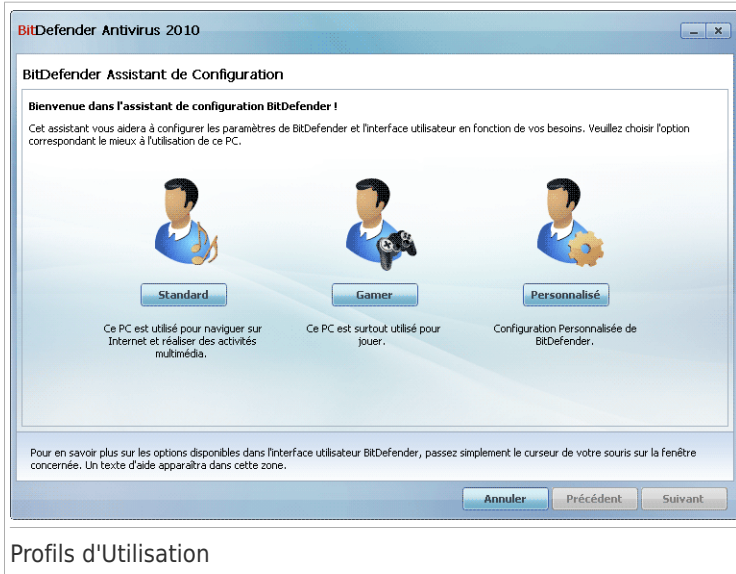 BitDefender Antivirus 2010
BitDefender Assistant de Configuration
Bienvenue dans l'assistant de configuration BitDefender !
Cet assistant vous aidera à configurer les paramètres de BitDefender et l'interface utilisateur en fonction de vos besoins. Veuillez choisir l'option
correspondant le mieux à l'utilisation de ce PC.
Standard
Ce PC est utilisé pour naviguer sur
Internet et réaliser des activités
multimédia.
Gamer
Ce PC est surtout utilisé pour
jouer.
Personnalisé
Configuration Personnalisée de
BitDefender.
Pour en savoir plus sur les options disponibles dans l'interface utilisateur BitDefender, passez simplement le curseur de votre souris sur la fenêtre
concernée. Un texte d'aide apparaîtra dans cette zone.
Annuler
Précédent
Suivant
Profils d'Utilisation